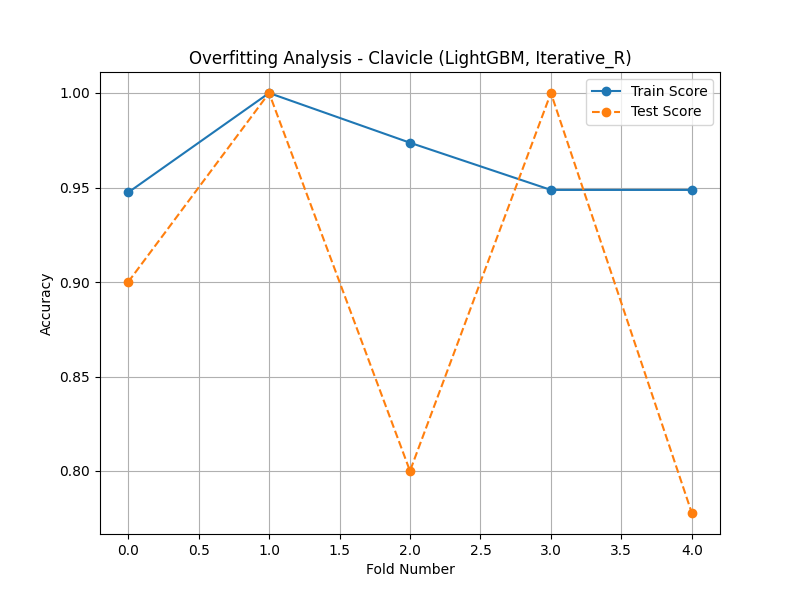 Overfitting Analysis - Clavicle (LightGBM, Iterative_R)
Train Score
Test Score
1.00
0.95
0.90
0.85
0.80
Accuracy
0.0 0.5 1.0 1.5 2.0 2.5 3.0 3.5 4.0
Fold Number